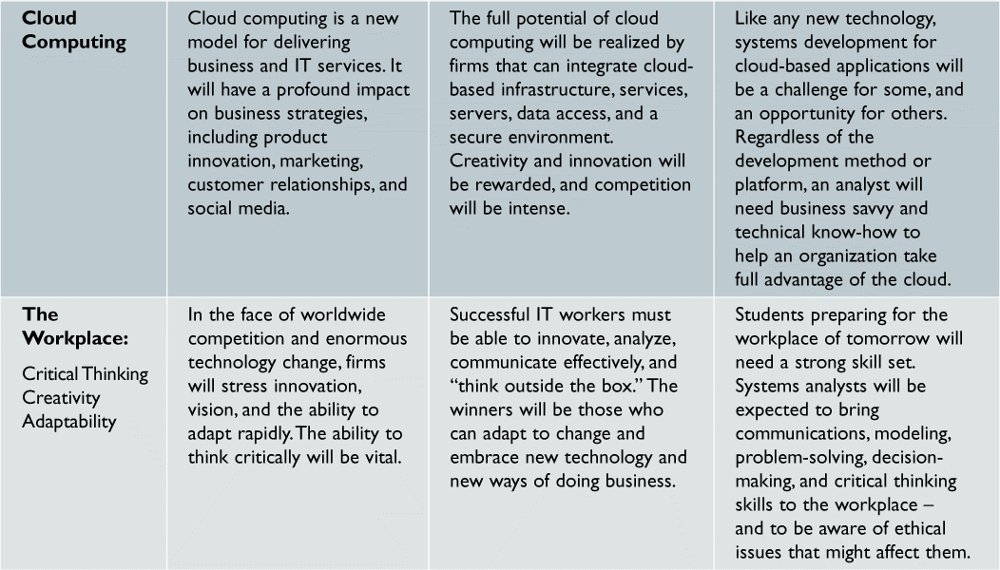 Cloud
Computing
Cloud computing is a new
model for delivering
business and IT services. It
will have a profound impact
on business strategies,
including product
innovation, marketing,
customer relationships, and
social media.
The full potential of cloud
computing will be realized by
firms that can integrate cloud-
based infrastructure, services,
servers, data access, and a
secure environment.
Creativity and innovation will
be rewarded, and competition
will be intense.
Like any new technology,
systems development for
cloud-based applications will
be a challenge for some, and
an opportunity for others.
Regardless of the
development method or
platform, an analyst will
need business savvy and
technical know-how to
help an organization take
full advantage of the cloud.
The
Workplace:
Critical Thinking
Creativity
Adaptability
In the face of worldwide
competition and enormous
technology change, firms
will stress innovation,
vision, and the ability to
adapt rapidly. The ability to
think critically will be vital.
Successful IT workers must
be able to innovate, analyze,
communicate effectively, and
“think outside the box.” The
winners will be those who
can adapt to change and
embrace new technology and
new ways of doing business.
Students preparing for the
workplace of tomorrow will
need a strong skill set.
Systems analysts will be
expected to bring
communications, modeling,
problem-solving, decision-
making, and critical thinking
skills to the workplace –
and to be aware of ethical
issues that might affect them.